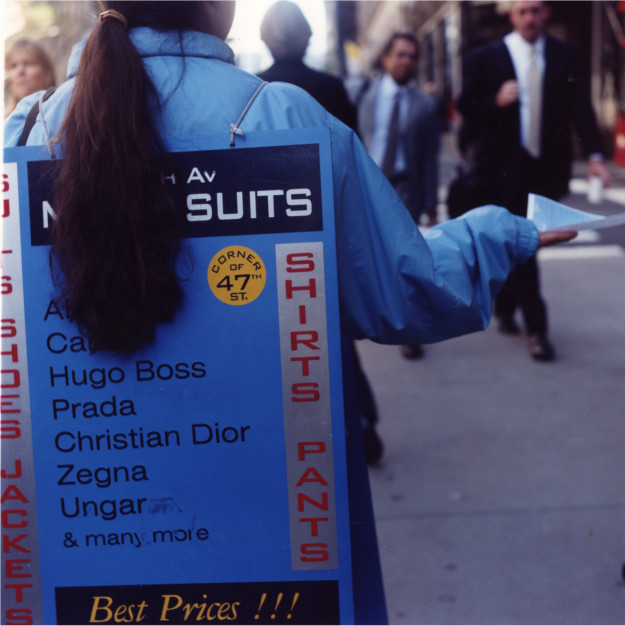 Av
SUITS
CORNER
OF
47TH
ST.
Hugo Boss
Prada
Christian Dior
Zegna
Ungar
& many more
SHIRTS PANTS
JACKETS
Best Prices !!!